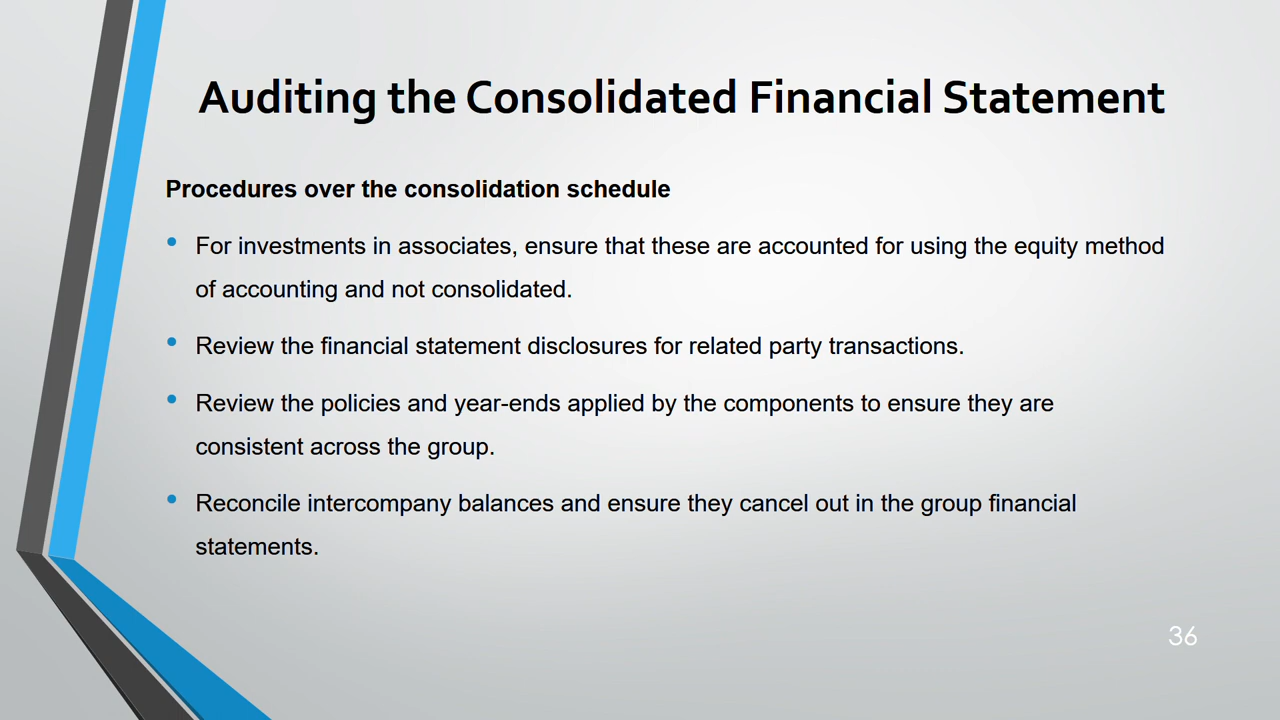 Auditing the Consolidated Financial Statement
Procedures over the consolidation schedule
• For investments in associates, ensure that these are accounted for using the equity method
of accounting and not consolidated.
• Review the financial statement disclosures for related party transactions.
• Review the policies and year-ends applied by the components to ensure they are
consistent across the group.
• Reconcile intercompany balances and ensure they cancel out in the group financial
statements.
36